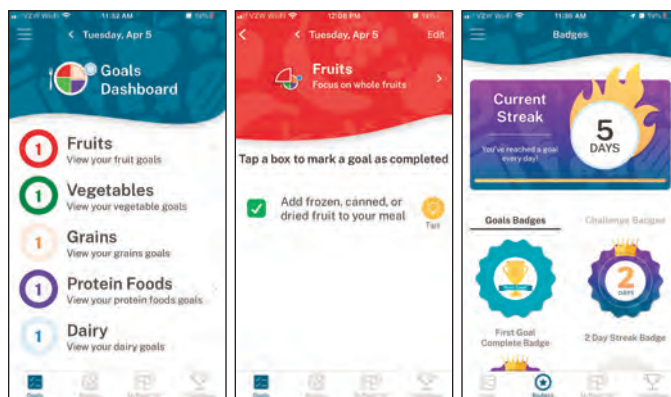 11:32 AM
Tuesday, Apr 5
Goals
Dashboard
1
Fruits
View your fruit goals
1
Vegetables
View your vegetable goals
1
Grains
View your grains goals
1
Protein Foods
View your protein foods goals
1
Dairy
View your dairy goals
Goals
12:08 PM
Tuesday, Apr 5
Edit
Fruits
Focus on whole fruits
Tap a box to mark a goal as completed
Add frozen, canned, or
dried fruit to your meal
Goals
11:36 AM
Badges
Current
Streak
You've reached a goal
every day!
5
DAYS
Goals Badges
Challenge Badges
2
DAYS
First Goal
Complete Badge
2 Day Streak Badge
Badges